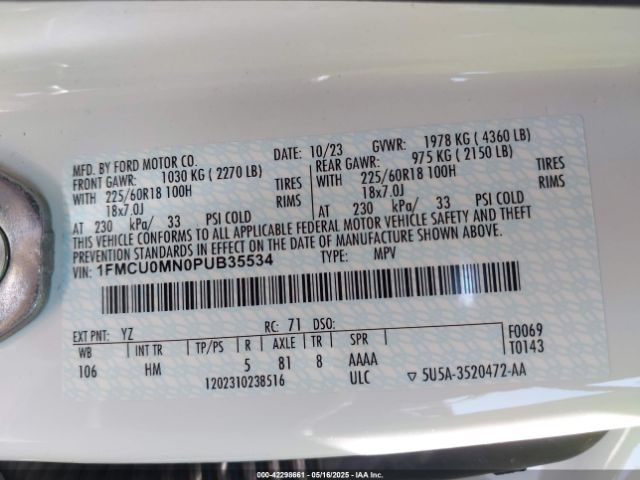 MFD. BY FORD MOTOR CO. DATE: 10/23 GVWR: 1978 KG ( 4360 LB)
FRONT GAWR: 1030 KG ( 2270 LB) REAR GAWR: 975 KG ( 2150 LB)
WITH 225/60R18 100H TIRES WITH 225/60R18 100H TIRES
18x7.0J RIMS 18x7.0J RIMS
AT 230 kPa/ 33 PSI COLD AT 230 kPa/ 33 PSI COLD
THIS VEHICLE CONFORMS TO ALL APPLICABLE FEDERAL MOTOR VEHICLE SAFETY AND THEFT
PREVENTION STANDARDS IN EFFECT ON THE DATE OF MANUFACTURE SHOWN ABOVE.
VIN: 1FMCU0MN0PUB35534 TYPE: MPV
EXT PNT: YZ RC: 71 DSO: F0069
WB INT TR TP/PS R AXLE TR SPR T0143
106 HM 5 81 8 AAAA
1202310238516 ULC ▽ 5U5A-3520472-AA
© 42298661 - 05/16/2025 - IAA Inc.